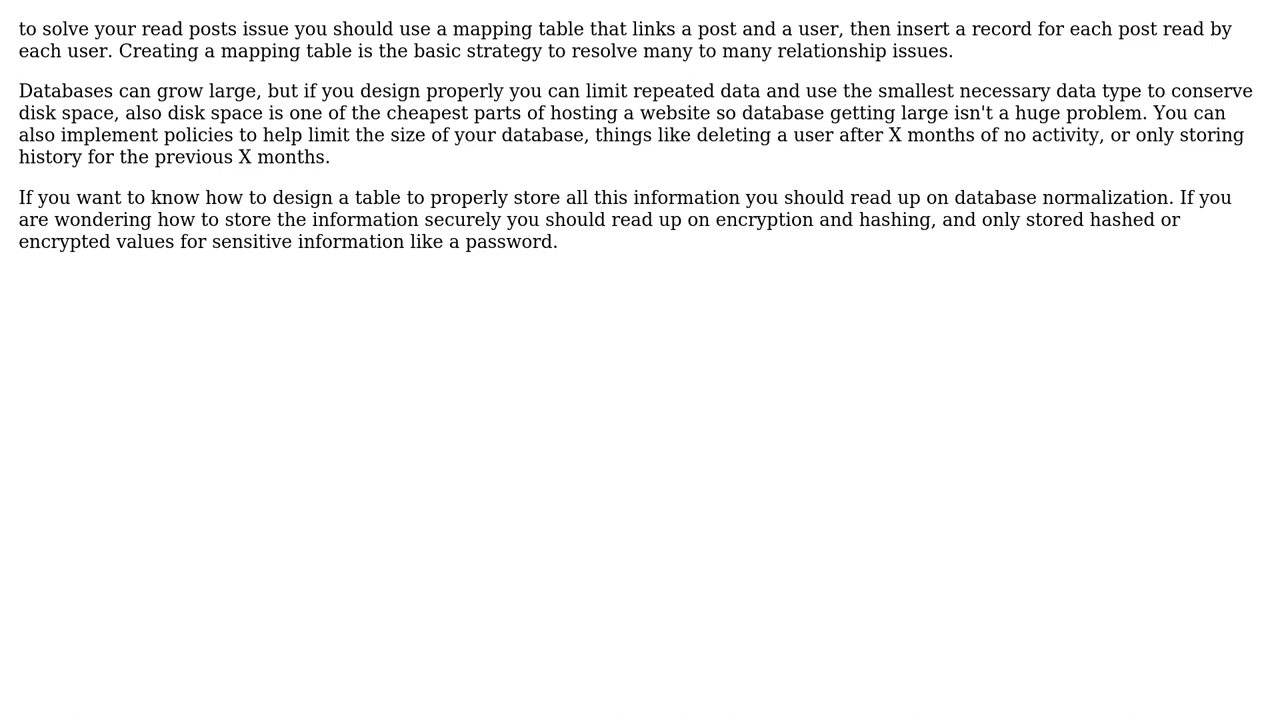 to solve your read posts issue you should use a mapping table that links a post and a user, then insert a record for each post read by
each user. Creating a mapping table is the basic strategy to resolve many to many relationship issues.
Databases can grow large, but if you design properly you can limit repeated data and use the smallest necessary data type to conserve
disk space, also disk space is one of the cheapest parts of hosting a website so database getting large isn't a huge problem. You can
also implement policies to help limit the size of your database, things like deleting a user after X months of no activity, or only storing
history for the previous X months.
If you want to know how to design a table to properly store all this information you should read up on database normalization. If you
are wondering how to store the information securely you should read up on encryption and hashing, and only stored hashed or
encrypted values for sensitive information like a password.